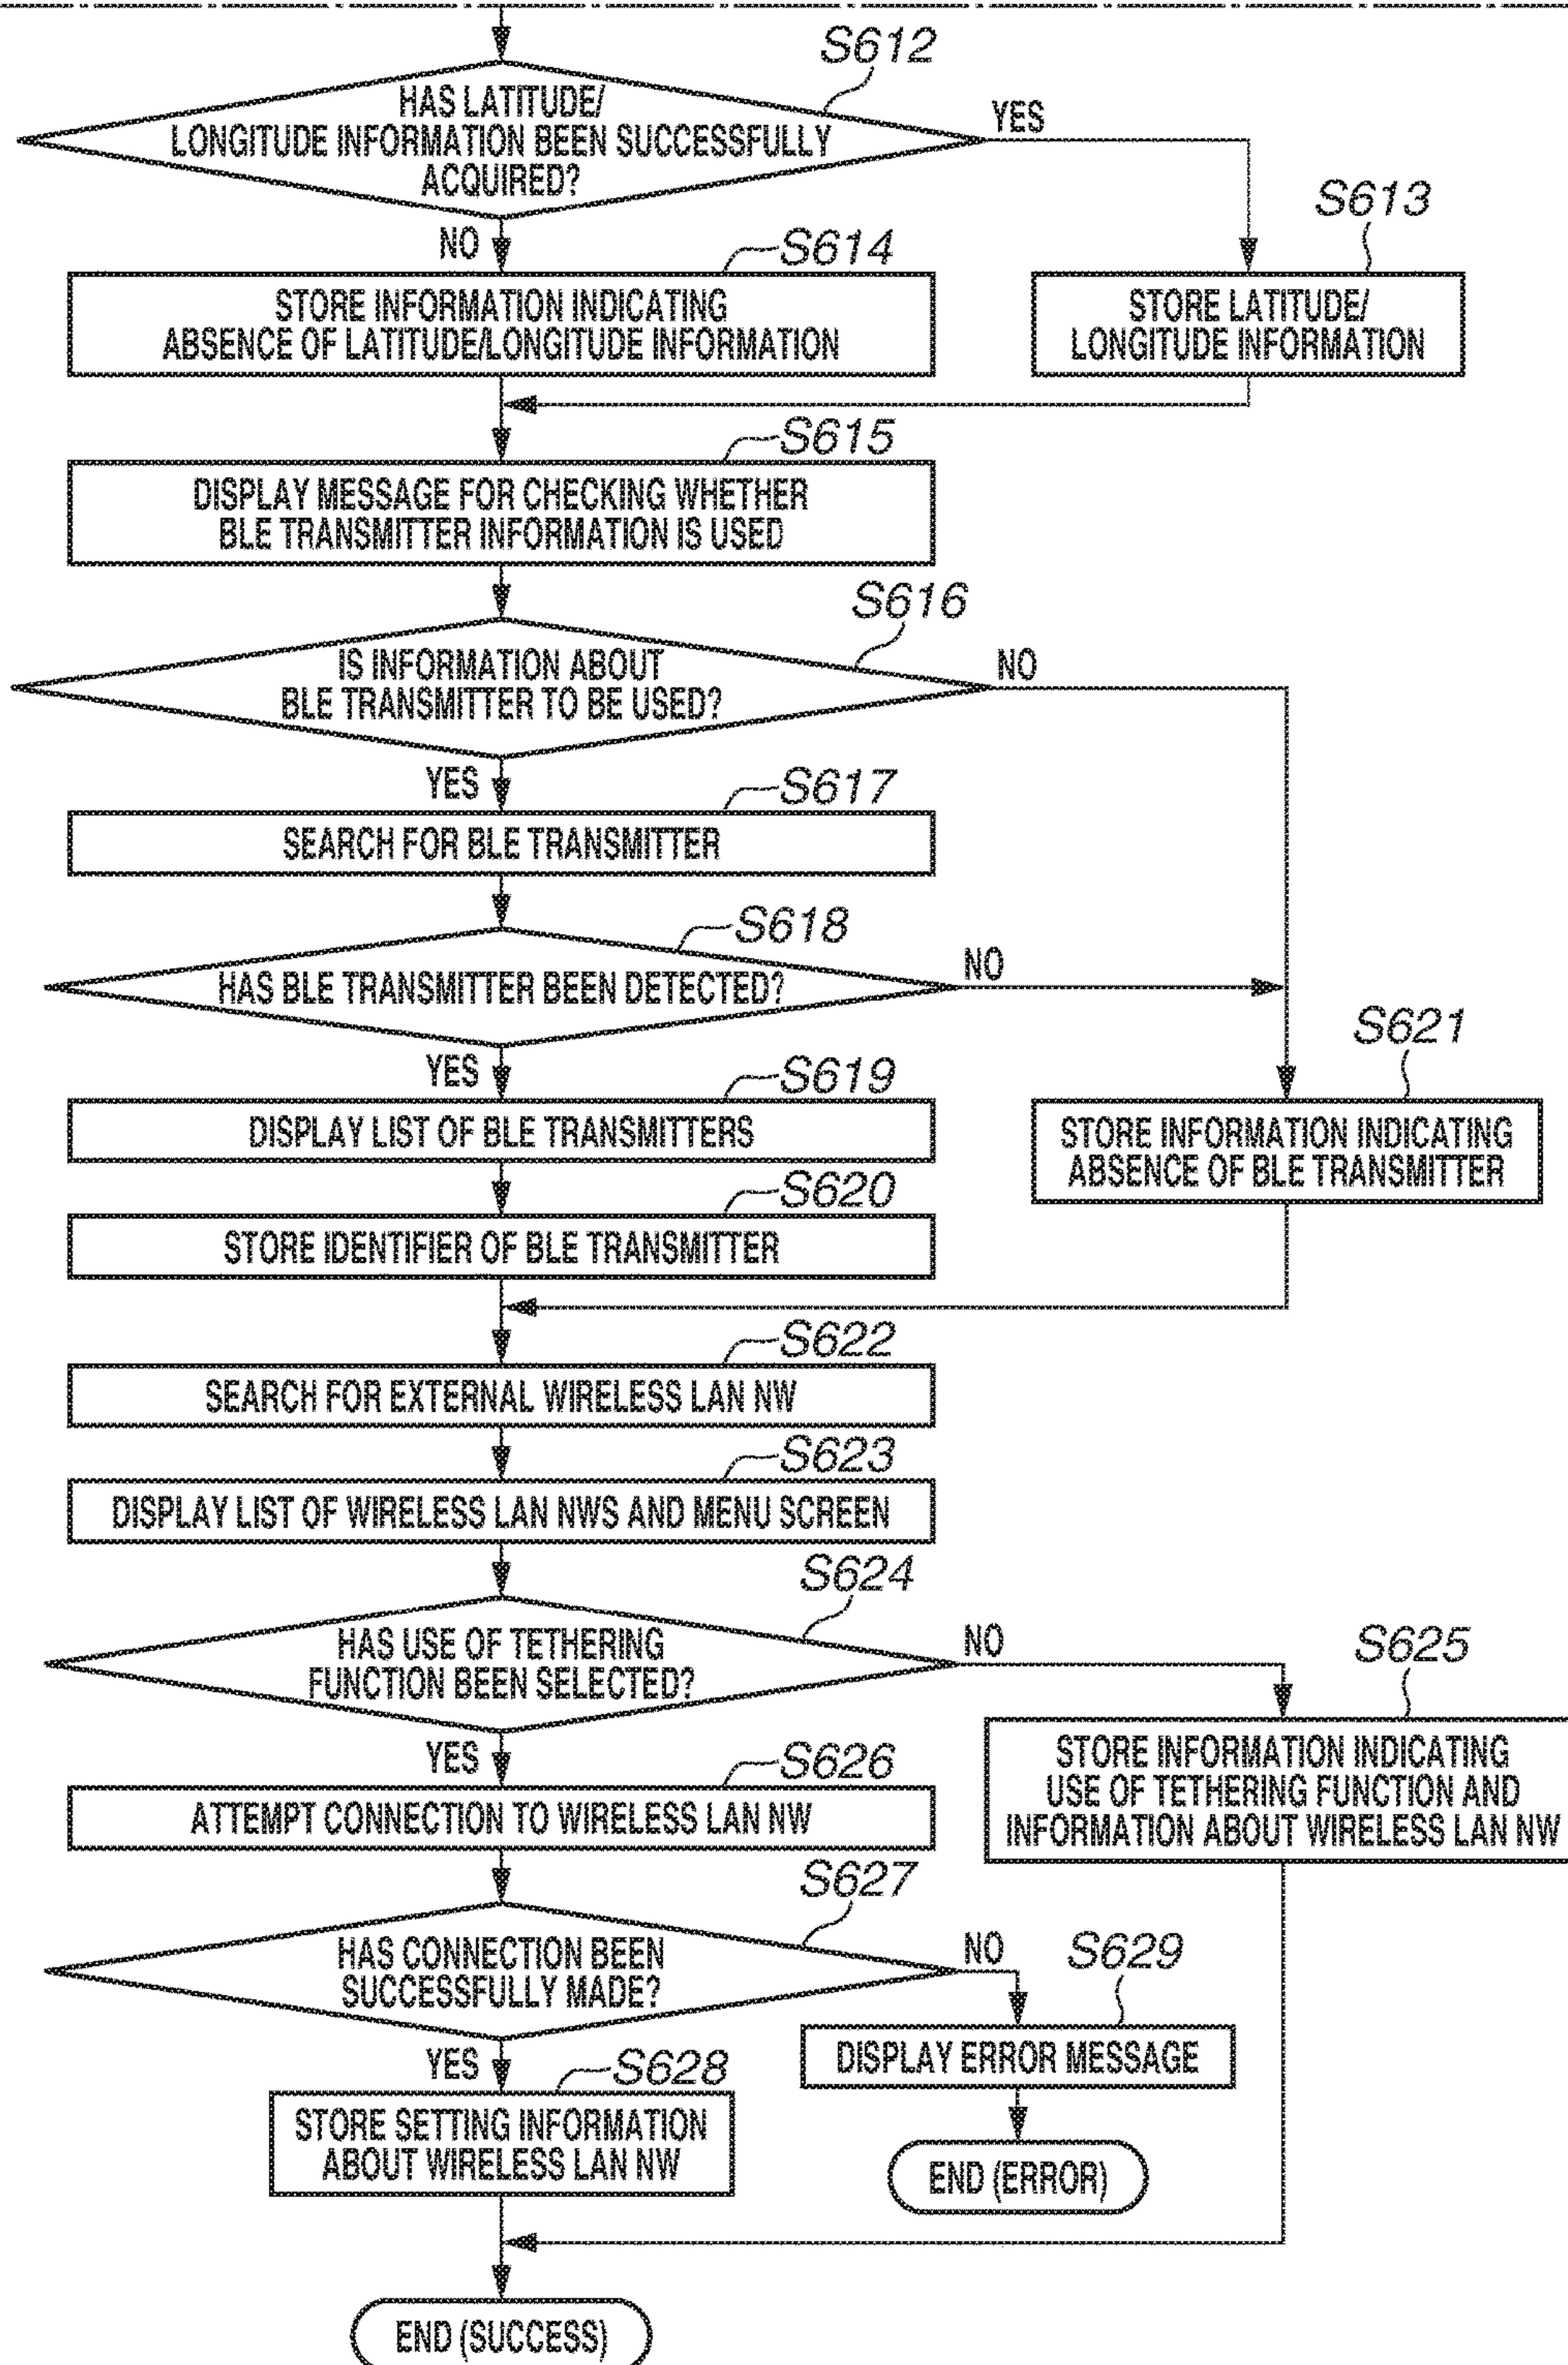 S612
HAS LATITUDE/
LONGITUDE INFORMATION BEEN SUCCESSFULLY
ACQUIRED?
YES
S613
NO
S614
STORE INFORMATION INDICATING
ABSENCE OF LATITUDE/LONGITUDE INFORMATION
STORE LATITUDE/
LONGITUDE INFORMATION
S615
DISPLAY MESSAGE FOR CHECKING WHETHER
BLE TRANSMITTER INFORMATION IS USED
S616
IS INFORMATION ABOUT
BLE TRANSMITTER TO BE USED?
NO
YES
S617
SEARCH FOR BLE TRANSMITTER
S618
HAS BLE TRANSMITTER BEEN DETECTED?
NO
S621
YES
S619
DISPLAY LIST OF BLE TRANSMITTERS
STORE INFORMATION INDICATING
ABSENCE OF BLE TRANSMITTER
S620
STORE IDENTIFIER OF BLE TRANSMITTER
S622
SEARCH FOR EXTERNAL WIRELESS LAN NW
S623
DISPLAY LIST OF WIRELESS LAN NWS AND MENU SCREEN
S624
HAS USE OF TETHERING
FUNCTION BEEN SELECTED?
NO
S625
STORE INFORMATION INDICATING
USE OF TETHERING FUNCTION AND
INFORMATION ABOUT WIRELESS LAN NW
YES
S626
ATTEMPT CONNECTION TO WIRELESS LAN NW
S627
HAS CONNECTION BEEN
SUCCESSFULLY MADE?
NO
S629
DISPLAY ERROR MESSAGE
YES
S628
STORE SETTING INFORMATION
ABOUT WIRELESS LAN NW
END (ERROR)
END (SUCCESS)